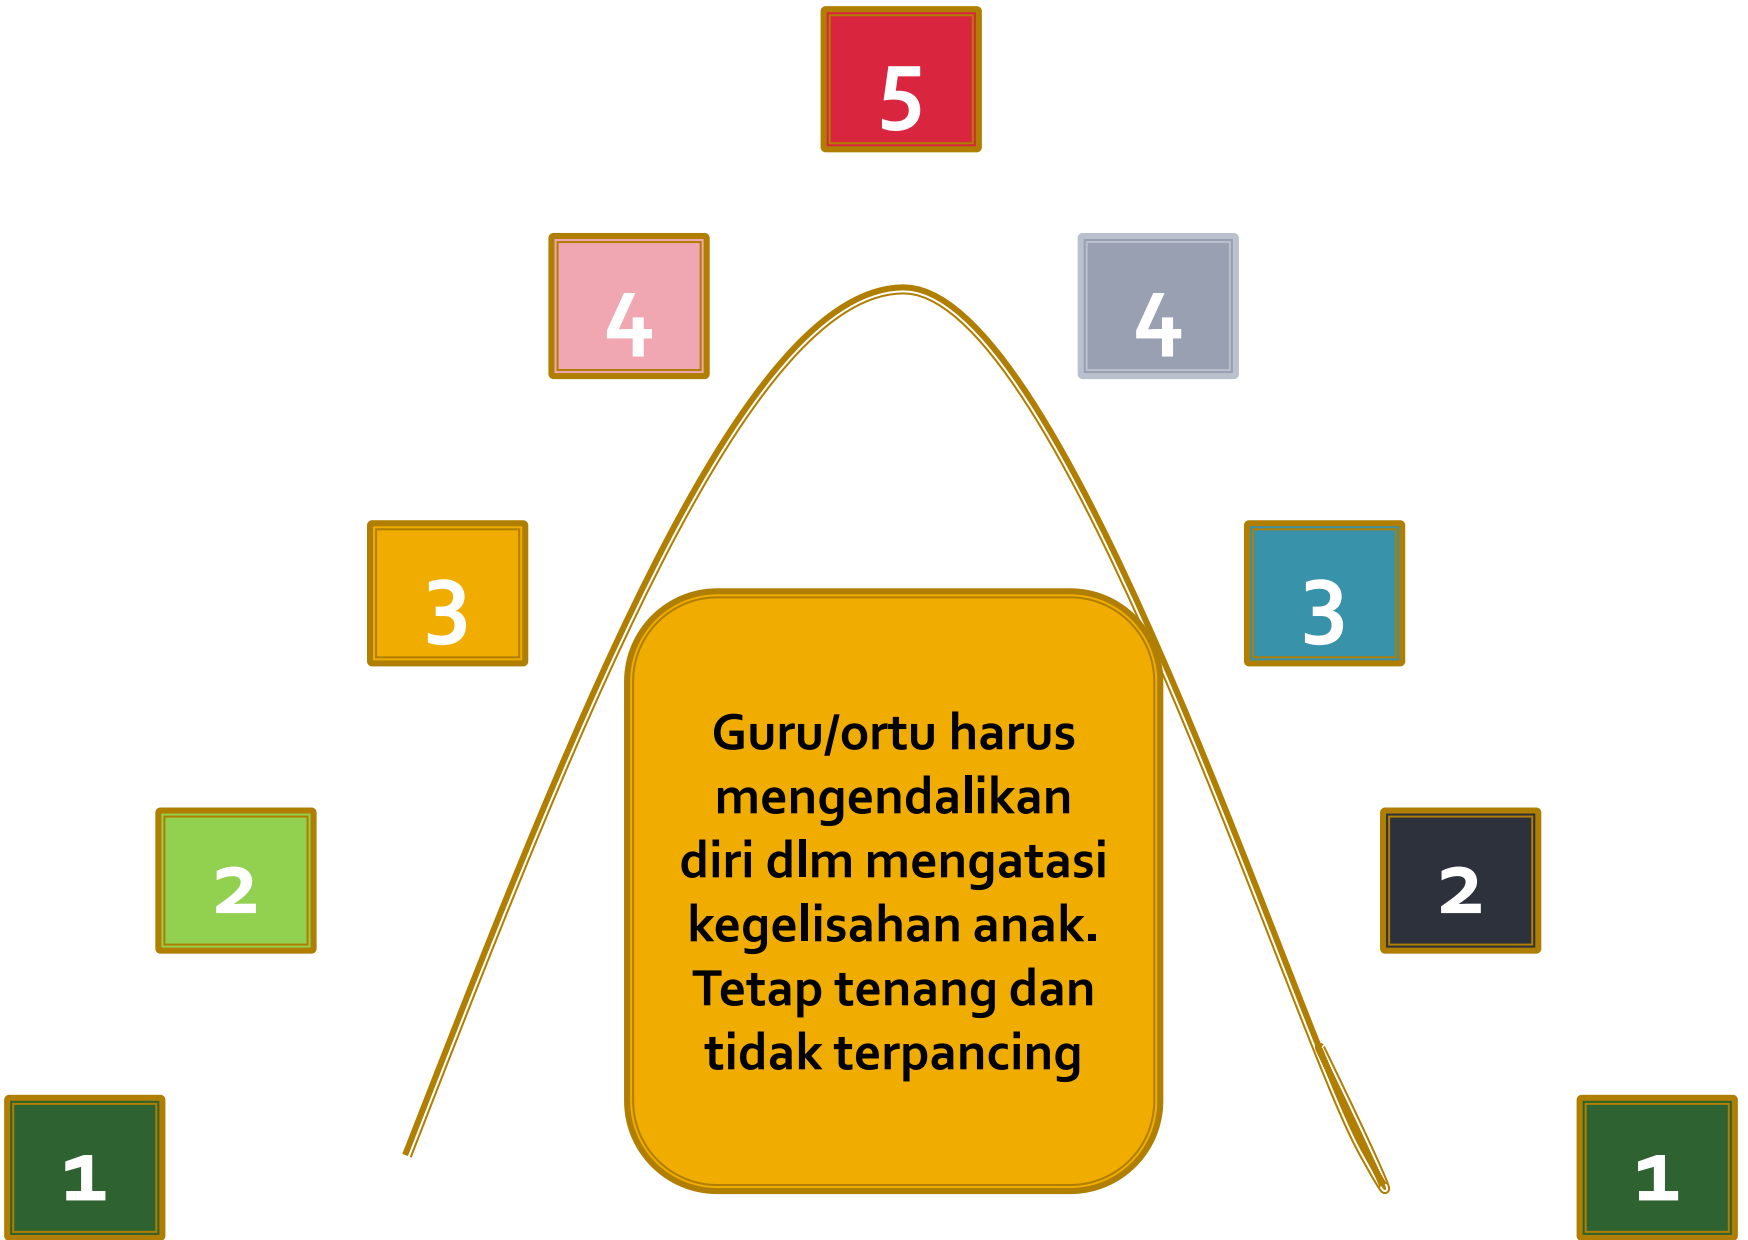 5
4 4
3 3
Guru/ortu harus
mengendalikan
diri dlm mengatasi
kegelisahan anak.
Tetap tenang dan
tidak terpancing
2 2
1 1